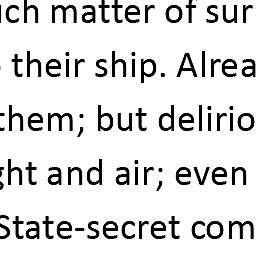 uch matter of sur
their ship. Alrea
them; but delirio
ght and air; even
State-secret com